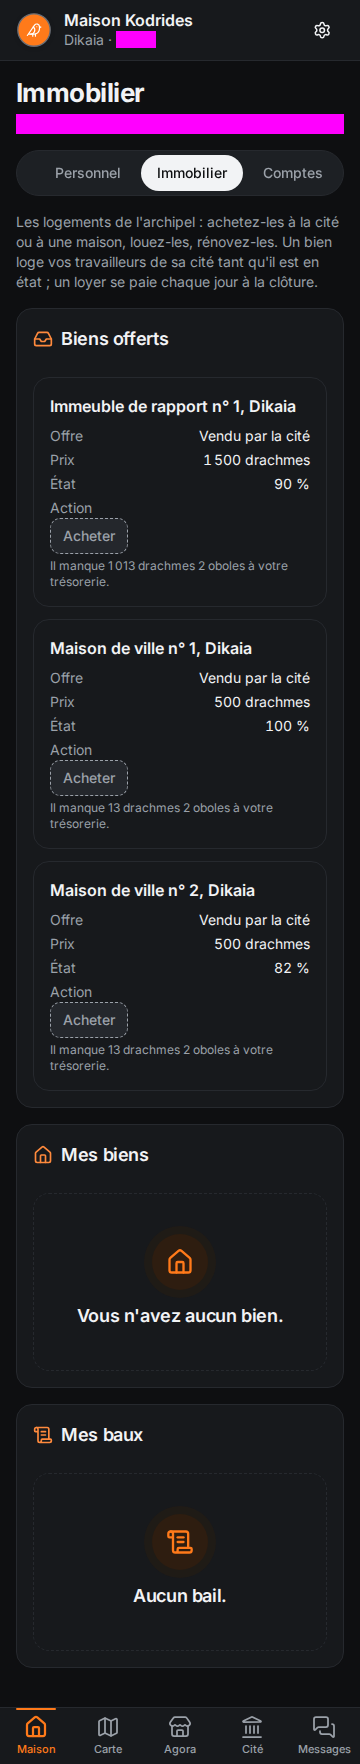 Maison Kodrides
Dikaia ·
Immobilier
Personnel
Immobilier
Comptes
Les logements de l'archipel : achetez-les à la cité
ou à une maison, louez-les, rénovez-les. Un bien
loge vos travailleurs de sa cité tant qu'il est en
état ; un loyer se paie chaque jour à la clôture.
Biens offerts
Immeuble de rapport n° 1, Dikaia
Offre Vendu par la cité
Prix 1 500 drachmes
État 90 %
Action
Acheter
Il manque 1 013 drachmes 2 oboles à votre
trésorerie.
Maison de ville n° 1, Dikaia
Offre Vendu par la cité
Prix 500 drachmes
État 100 %
Action
Acheter
Il manque 13 drachmes 2 oboles à votre
trésorerie.
Maison de ville n° 2, Dikaia
Offre Vendu par la cité
Prix 500 drachmes
État 82 %
Action
Acheter
Il manque 13 drachmes 2 oboles à votre
trésorerie.
Mes biens
Vous n'avez aucun bien.
Mes baux
Aucun bail.
Maison Carte Agora Cité Messages